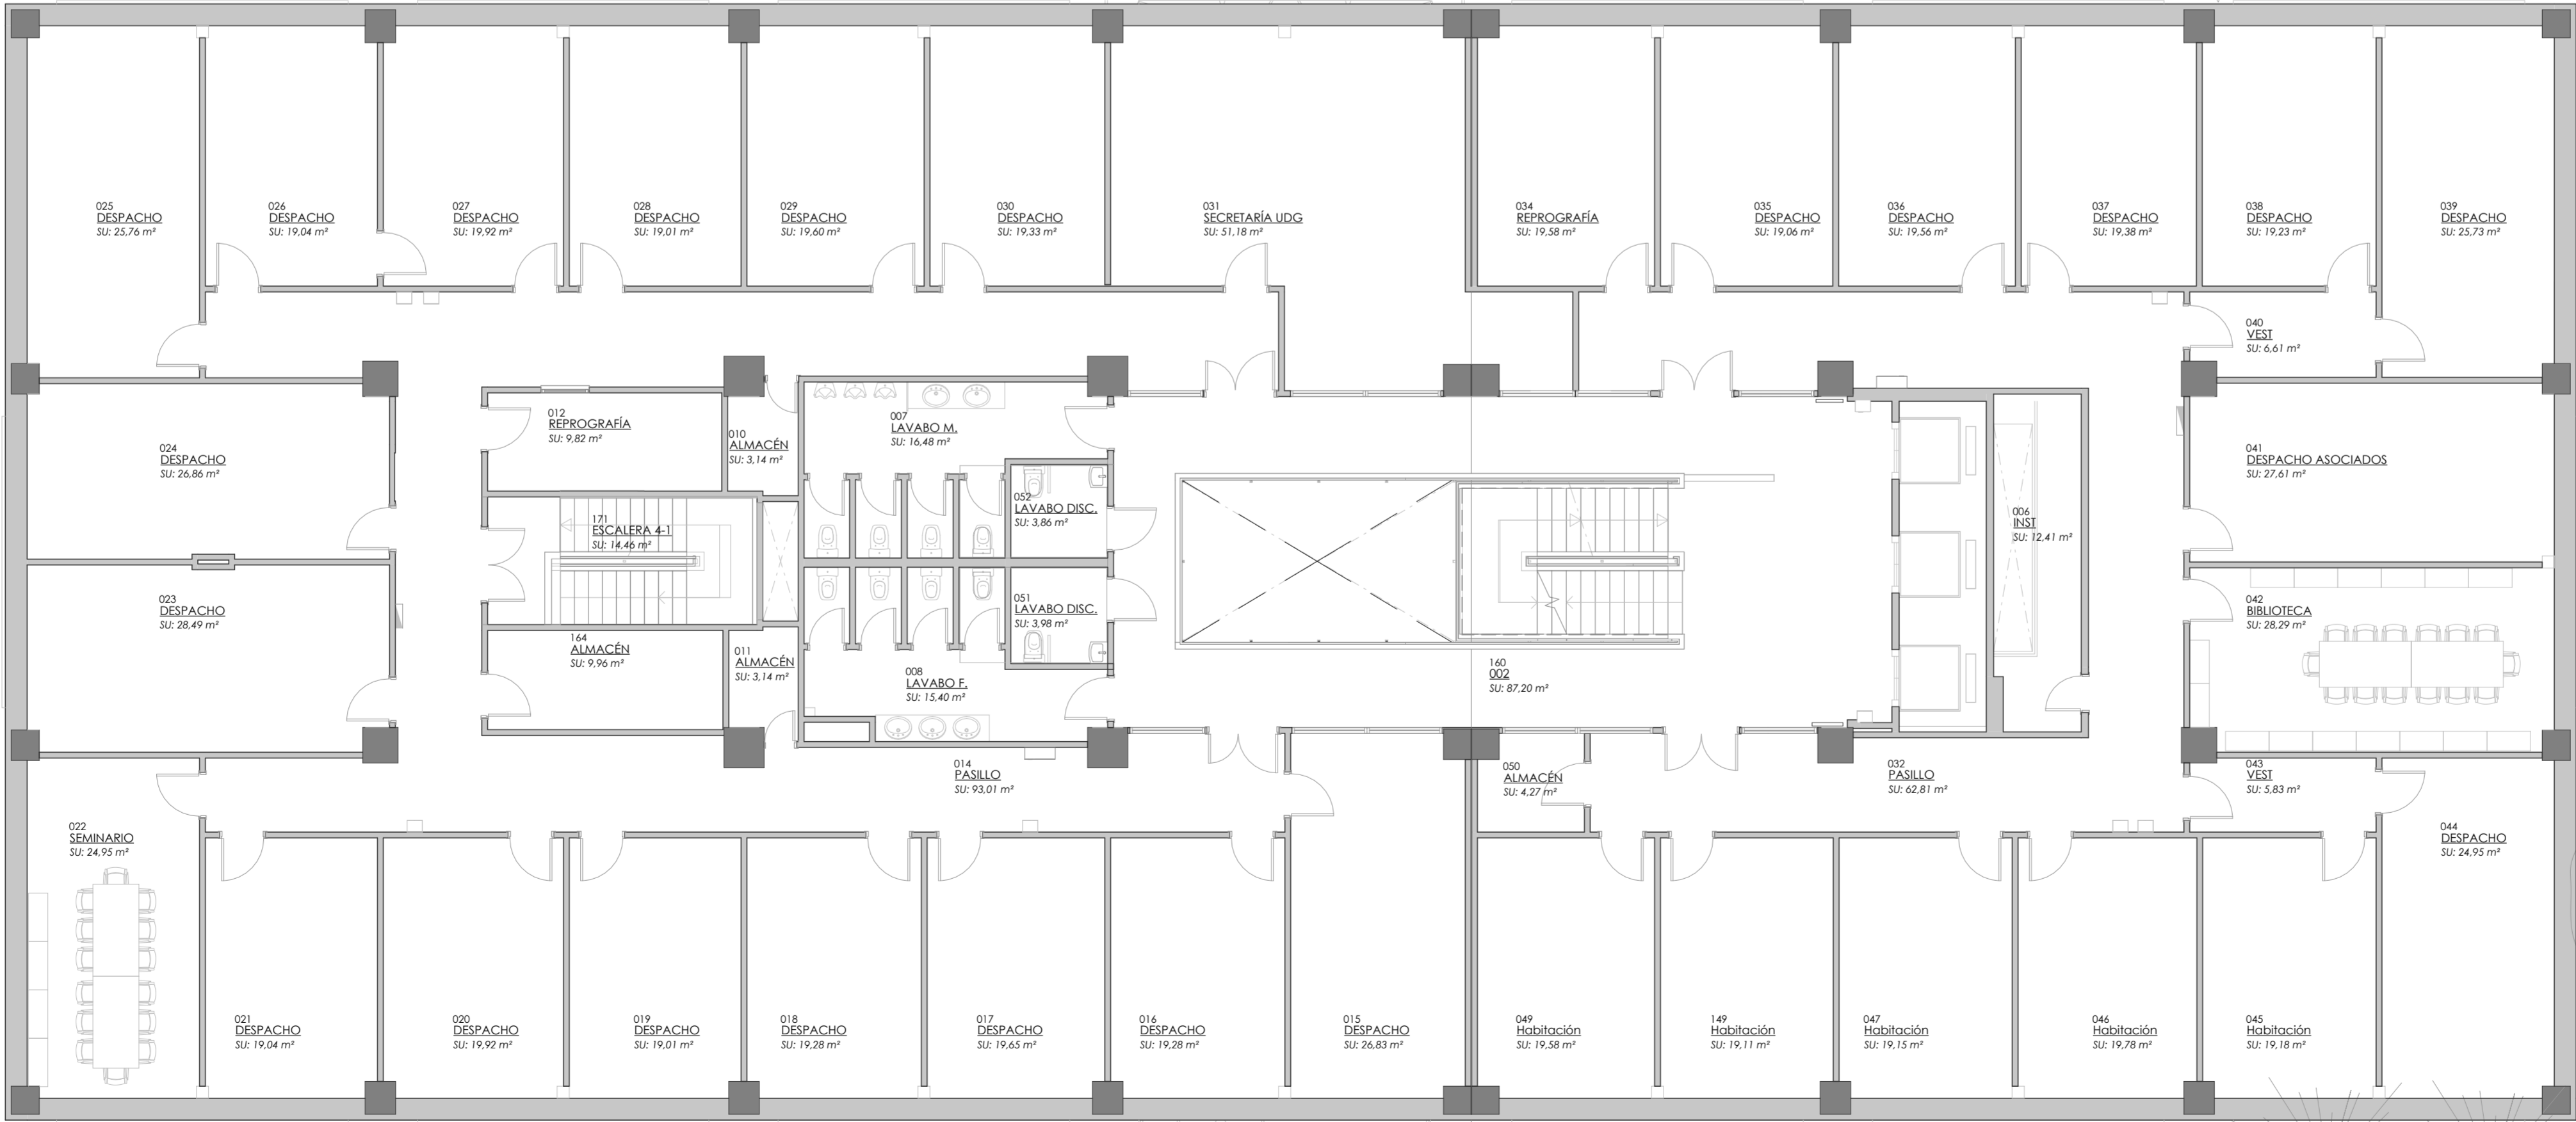 025
DESPACHO
SU: 25,76 m²
026
DESPACHO
SU: 19,04 m²
027
DESPACHO
SU: 19,92 m²
028
DESPACHO
SU: 19,01 m²
029
DESPACHO
SU: 19,60 m²
030
DESPACHO
SU: 19,33 m²
031
SECRETARÍA UDG
SU: 51,18 m²
034
REPROGRAFÍA
SU: 19,58 m²
035
DESPACHO
SU: 19,06 m²
036
DESPACHO
SU: 19,56 m²
037
DESPACHO
SU: 19,38 m²
038
DESPACHO
SU: 19,23 m²
039
DESPACHO
SU: 25,73 m²
040
VEST
SU: 6,61 m²
024
DESPACHO
SU: 26,86 m²
012
REPROGRAFÍA
SU: 9,82 m²
010
ALMACÉN
SU: 3,14 m²
007
LAVABO M.
SU: 16,48 m²
052
LAVABO DISC.
SU: 3,86 m²
171
ESCALERA 4-1
SU: 14,46 m²
006
INST
SU: 12,41 m²
041
DESPACHO ASOCIADOS
SU: 27,61 m²
023
DESPACHO
SU: 28,49 m²
164
ALMACÉN
SU: 9,96 m²
011
ALMACÉN
SU: 3,14 m²
051
LAVABO DISC.
SU: 3,98 m²
008
LAVABO F.
SU: 15,40 m²
160
002
SU: 87,20 m²
042
BIBLIOTECA
SU: 28,29 m²
014
PASILLO
SU: 93,01 m²
050
ALMACÉN
SU: 4,27 m²
032
PASILLO
SU: 62,81 m²
043
VEST
SU: 5,83 m²
022
SEMINARIO
SU: 24,95 m²
044
DESPACHO
SU: 24,95 m²
021
DESPACHO
SU: 19,04 m²
020
DESPACHO
SU: 19,92 m²
019
DESPACHO
SU: 19,01 m²
018
DESPACHO
SU: 19,28 m²
017
DESPACHO
SU: 19,65 m²
016
DESPACHO
SU: 19,28 m²
015
DESPACHO
SU: 26,83 m²
049
Habitación
SU: 19,58 m²
149
Habitación
SU: 19,11 m²
047
Habitación
SU: 19,15 m²
046
Habitación
SU: 19,78 m²
045
Habitación
SU: 19,18 m²